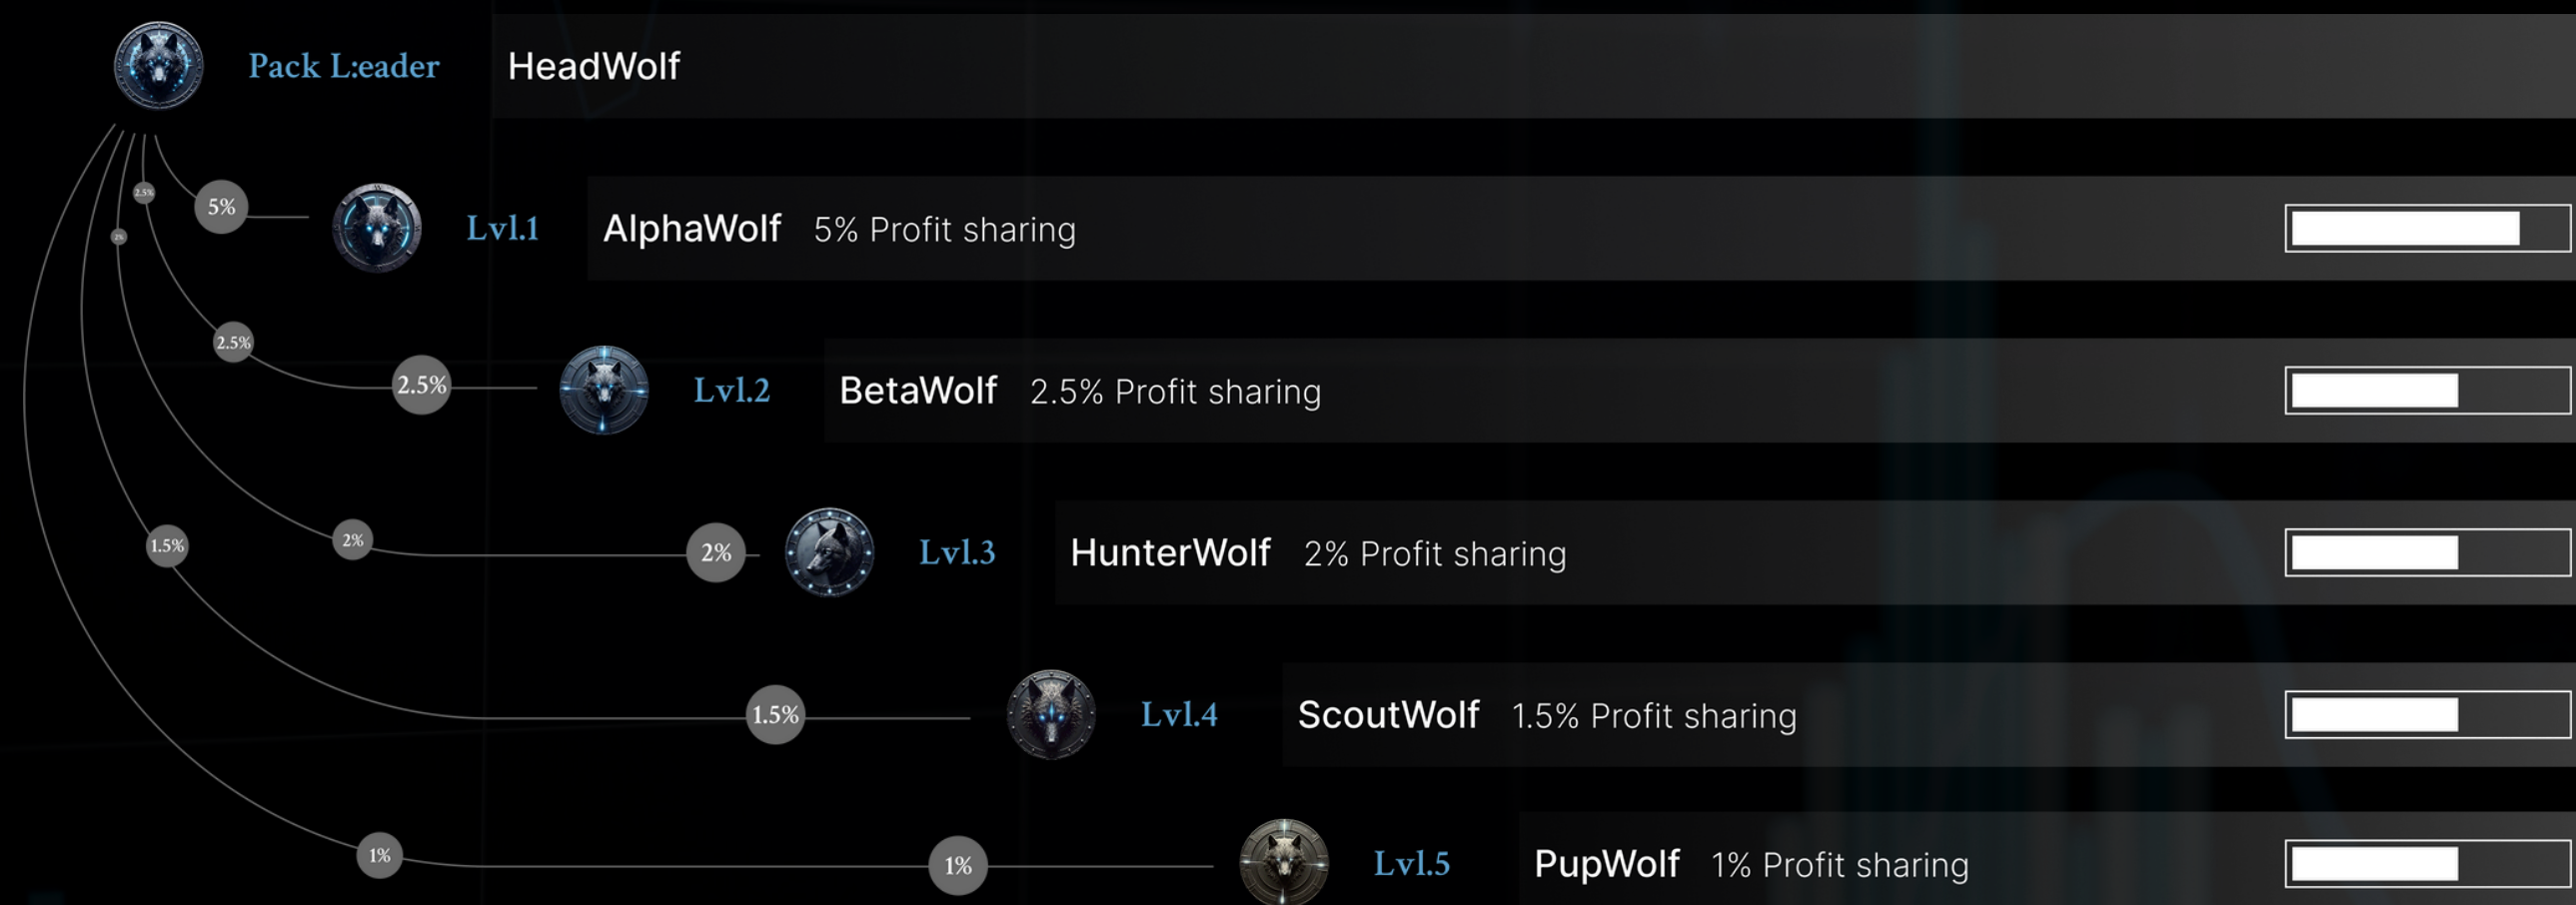 Pack L:eader HeadWolf
2.5%
5%
Lvl.1 AlphaWolf 5% Profit sharing
2%
2.5%
2.5%
Lvl.2 BetaWolf 2.5% Profit sharing
1.5%
2%
2%
Lvl.3 HunterWolf 2% Profit sharing
1.5%
Lvl.4 ScoutWolf 1.5% Profit sharing
1%
1%
Lvl.5 PupWolf 1% Profit sharing